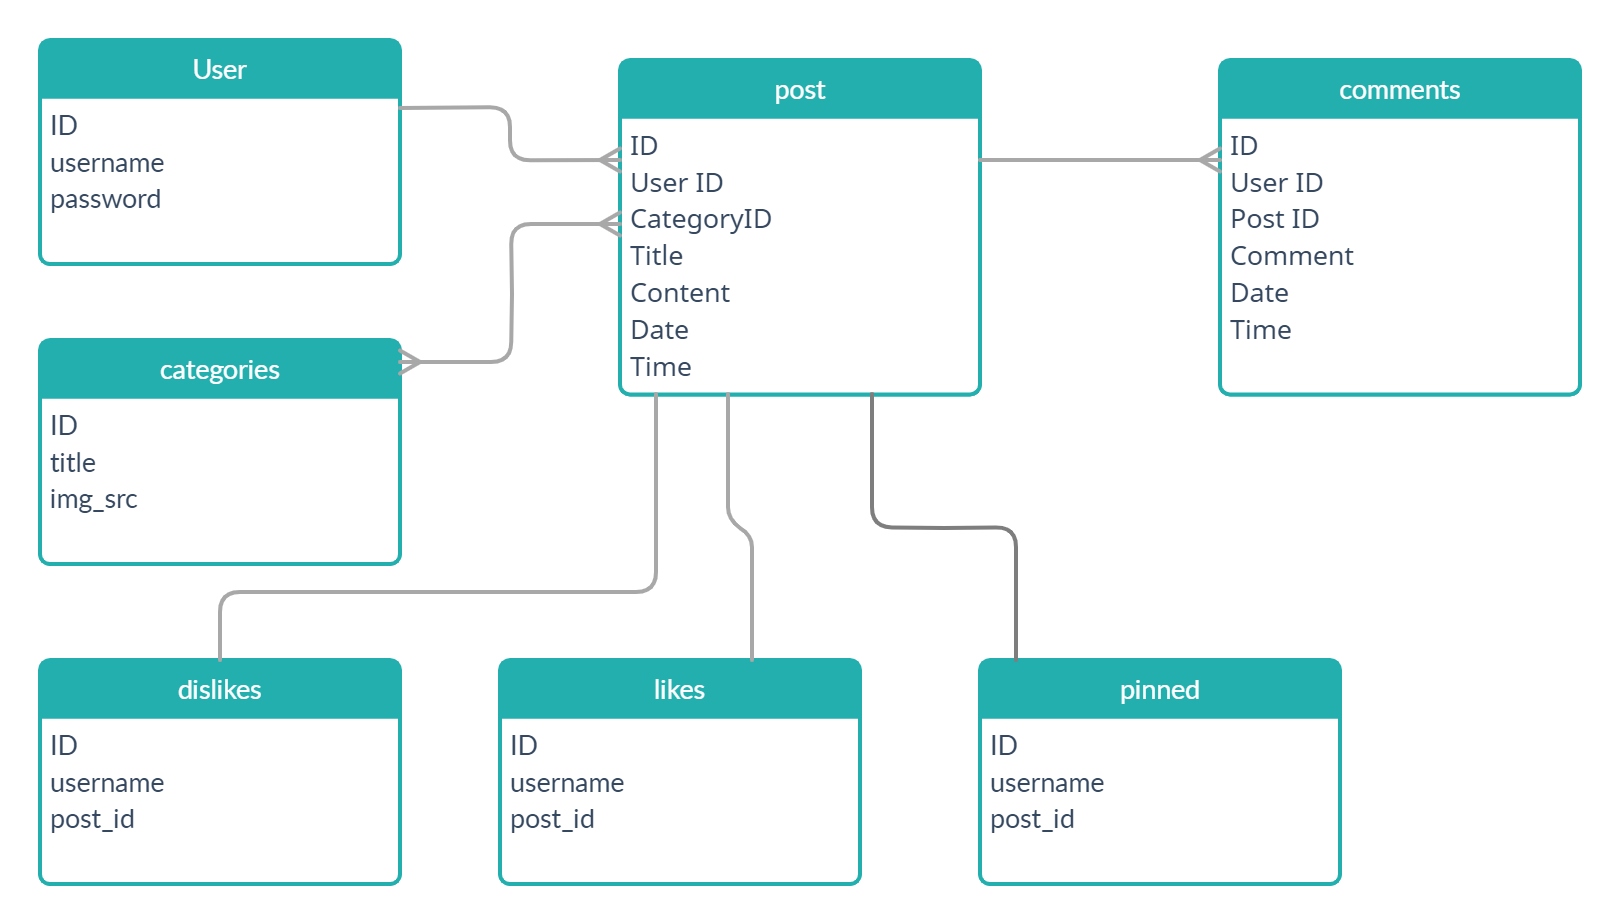 User
ID
username
password
post
ID
User ID
CategoryID
Title
Content
Date
Time
comments
ID
User ID
Post ID
Comment
Date
Time
categories
ID
title
img_src
dislikes
ID
username
post_id
likes
ID
username
post_id
pinned
ID
username
post_id